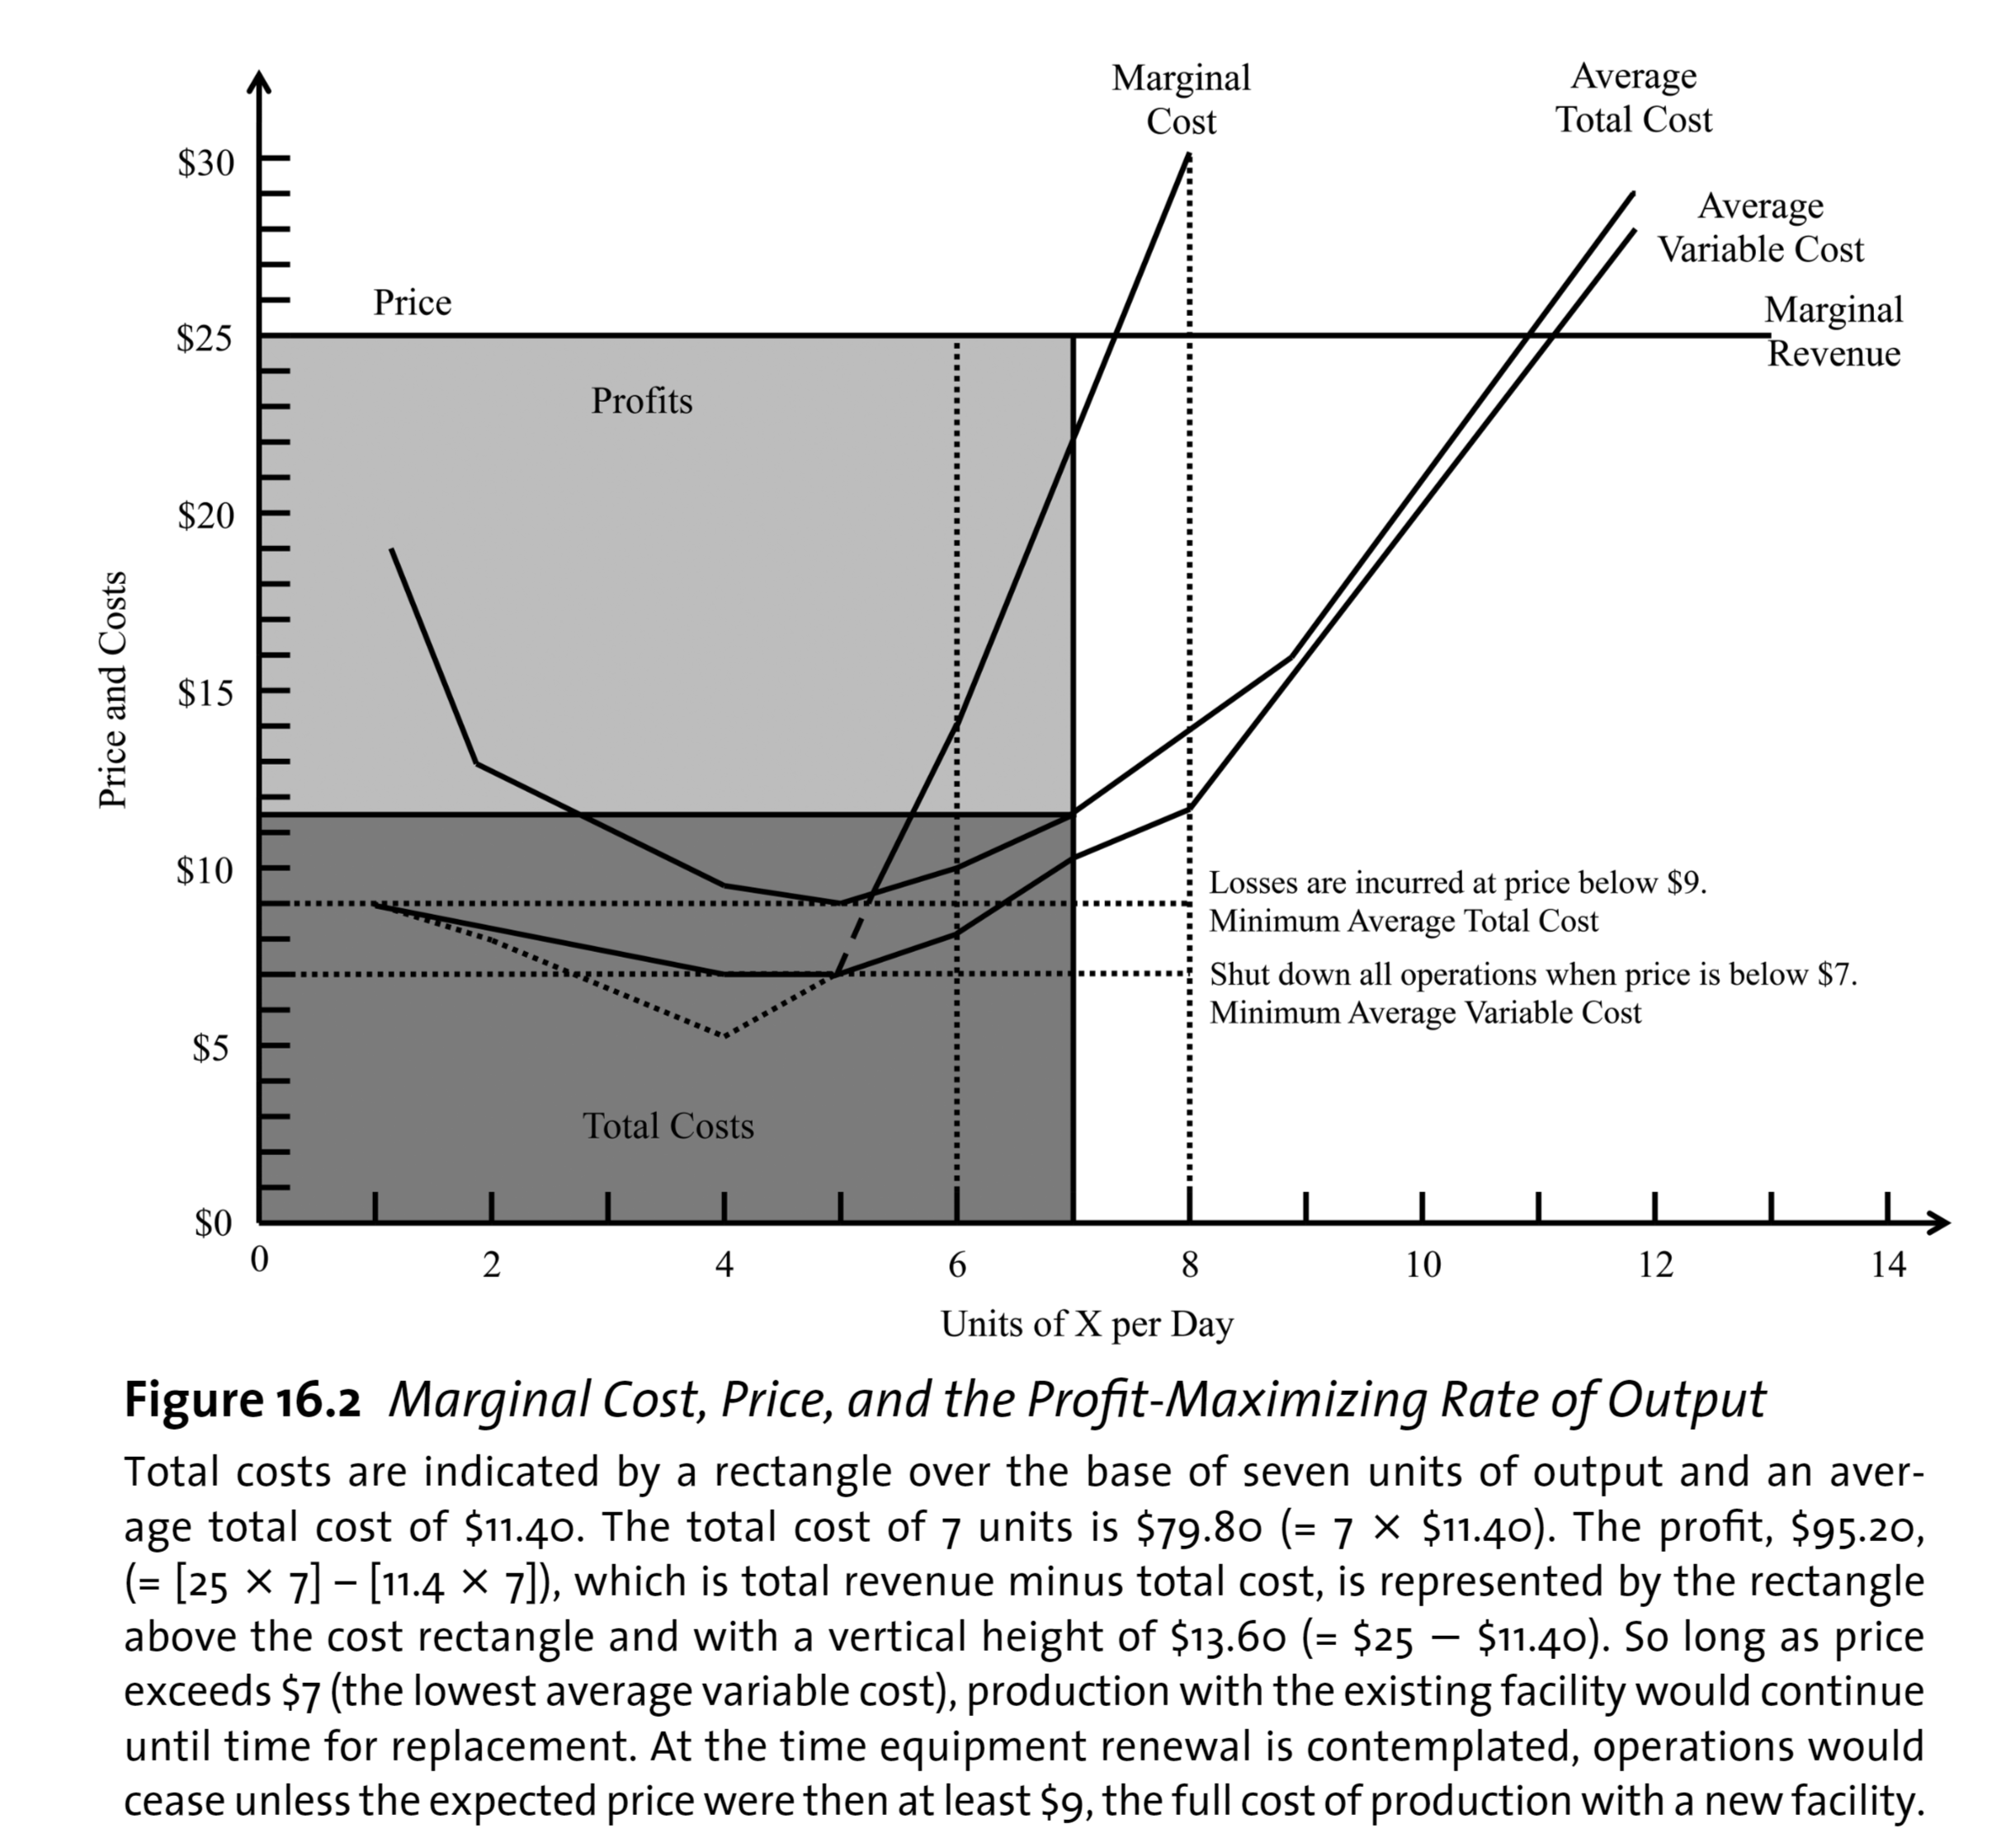 Marginal
Cost
Average
Total Cost
$30
Average
Variable Cost
Price
Marginal
$25
Revenue
Profits
$20
Price and Costs
$15
$10
Losses are incurred at price below $9.
Minimum Average Total Cost
Shut down all operations when price is below $7.
Minimum Average Variable Cost
$5
Total Costs
$0
0 2 4 6 8 10 12 14
Units of X per Day
Figure 16.2 Marginal Cost, Price, and the Profit-Maximizing Rate of Output
Total costs are indicated by a rectangle over the base of seven units of output and an aver-
age total cost of $11.40. The total cost of 7 units is $79.80 (= 7 × $11.40). The profit, $95.20,
(= [25 × 7] – [11.4 × 7]), which is total revenue minus total cost, is represented by the rectangle
above the cost rectangle and with a vertical height of $13.60 (= $25 – $11.40). So long as price
exceeds $7 (the lowest average variable cost), production with the existing facility would continue
until time for replacement. At the time equipment renewal is contemplated, operations would
cease unless the expected price were then at least $9, the full cost of production with a new facility.